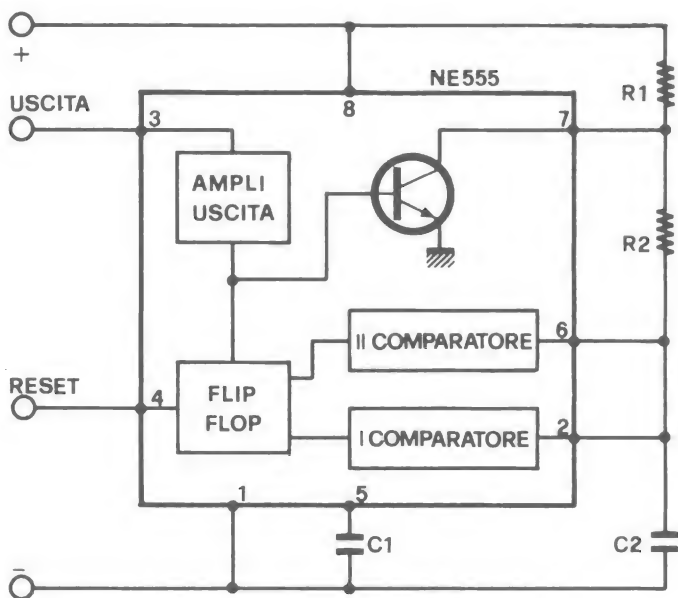 +
NE555
8
R1
USCITA
3
7
AMPLI
USCITA
R2
II COMPARATORE
6
RESET
4
FLIP
FLOP
I COMPARATORE
2
1
5
C1
C2
-